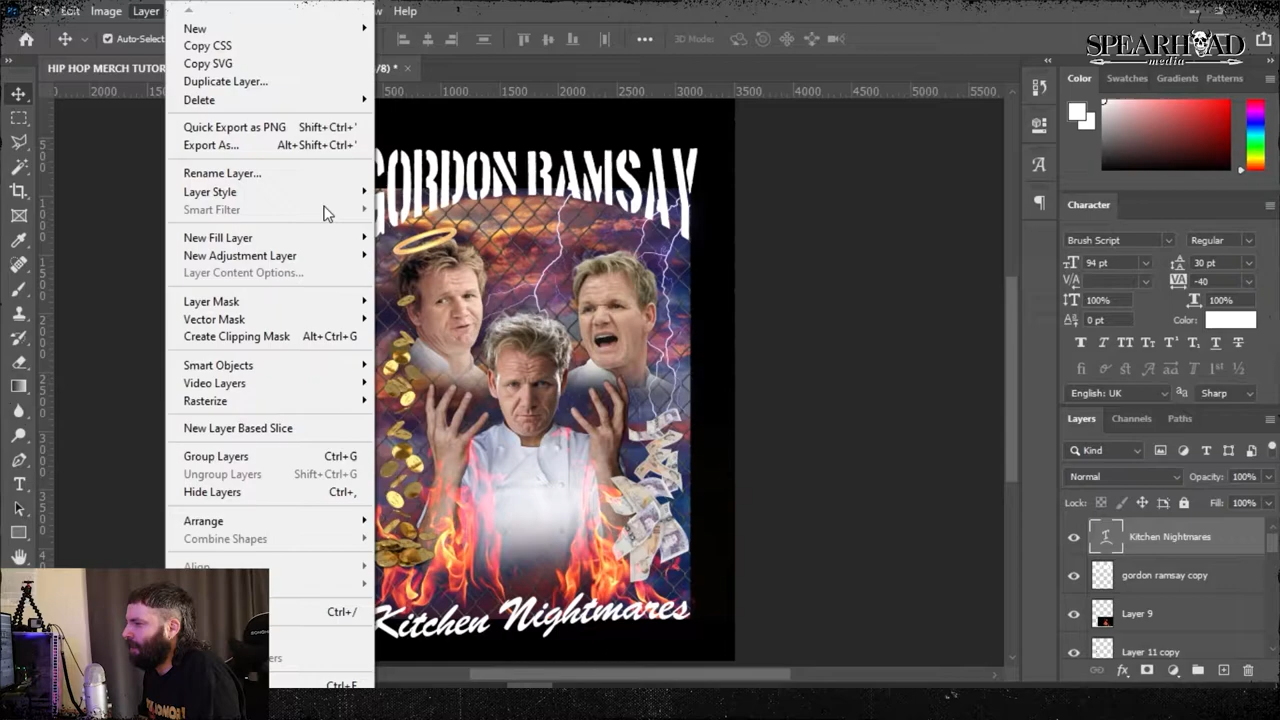 Image Layer Help
SPEARHEAD
media
Auto-Select
3D Mode:
HIP HOP MERCH TUTOR /8) *
2000 500 1000 1500 2000 2500 3000 3500 4000 4500 5000 5500
New
Copy CSS
Copy SVG
Duplicate Layer...
Delete
Quick Export as PNG Shift+Ctrl+'
Export As... Alt+Shift+Ctrl+'
Rename Layer...
Layer Style
Smart Filter
New Fill Layer
New Adjustment Layer
Layer Content Options...
Layer Mask
Vector Mask
Create Clipping Mask Alt+Ctrl+G
Smart Objects
Video Layers
Rasterize
New Layer Based Slice
Group Layers Ctrl+G
Ungroup Layers Shift+Ctrl+G
Hide Layers Ctrl+,
Arrange
Combine Shapes
Align
Ctrl+/
Ctrl+E
GORDON RAMSAY
Kitchen Nightmares
Color Swatches Gradients Patterns
Character
Brush Script Regular
94 pt 30 pt
-40
100% 100%
0 pt Color:
English: UK Sharp
Layers Channels Paths
Kind
Normal Opacity: 100%
Lock: Fill: 100%
Kitchen Nightmares
gordon ramsay copy
Layer 9
Layer 11 copy